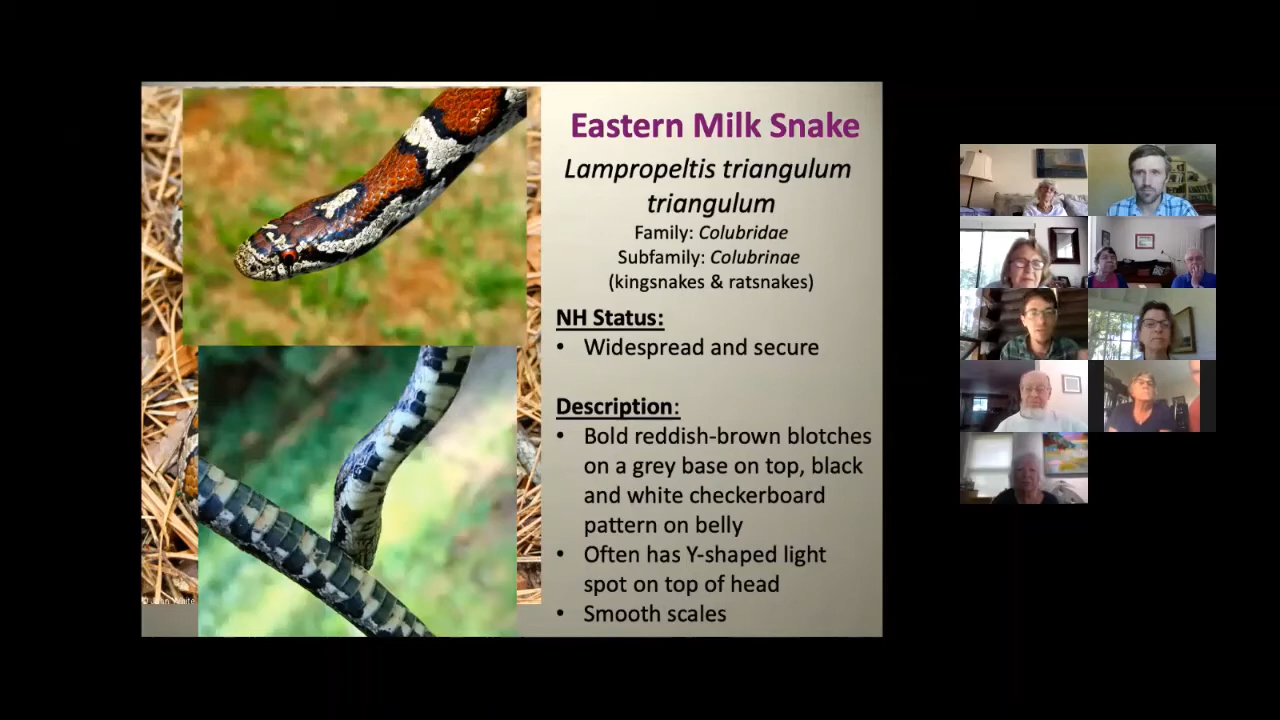 Eastern Milk Snake
Lampropeltis triangulum
triangulum
Family: Colubridae
Subfamily: Colubrinae
(kingsnakes & ratsnakes)
NH Status:
• Widespread and secure
Description:
• Bold reddish-brown blotches
on a grey base on top, black
and white checkerboard
pattern on belly
• Often has Y-shaped light
spot on top of head
• Smooth scales